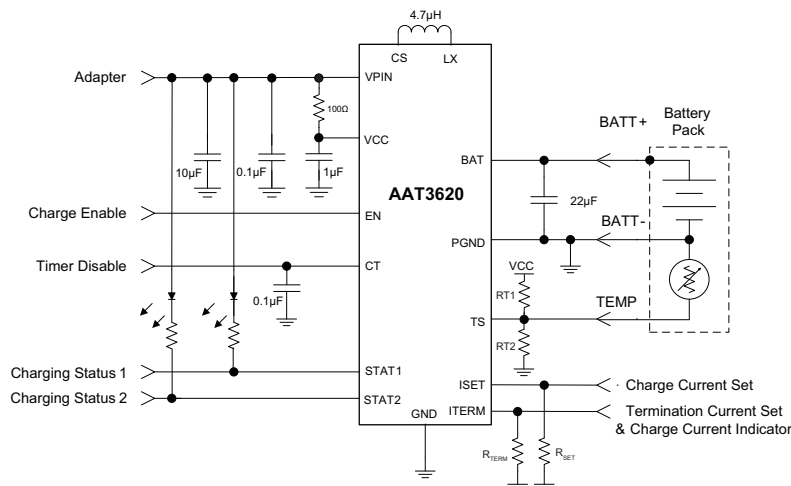 4.7μH
CS
LX
Adapter
VPIN
100Ω
VCC
10μF
0.1μF
1μF
AAT3620
BATT+
Battery
Pack
BAT
22μF
Charge Enable
EN
BATT-
PGND
Timer Disable
CT
0.1μF
VCC
RT1
TEMP
TS
RT2
Charging Status 1
STAT1
Charging Status 2
STAT2
ISET
Charge Current Set
ITERM
Termination Current Set
& Charge Current Indicator
GND
RTERM
RSET